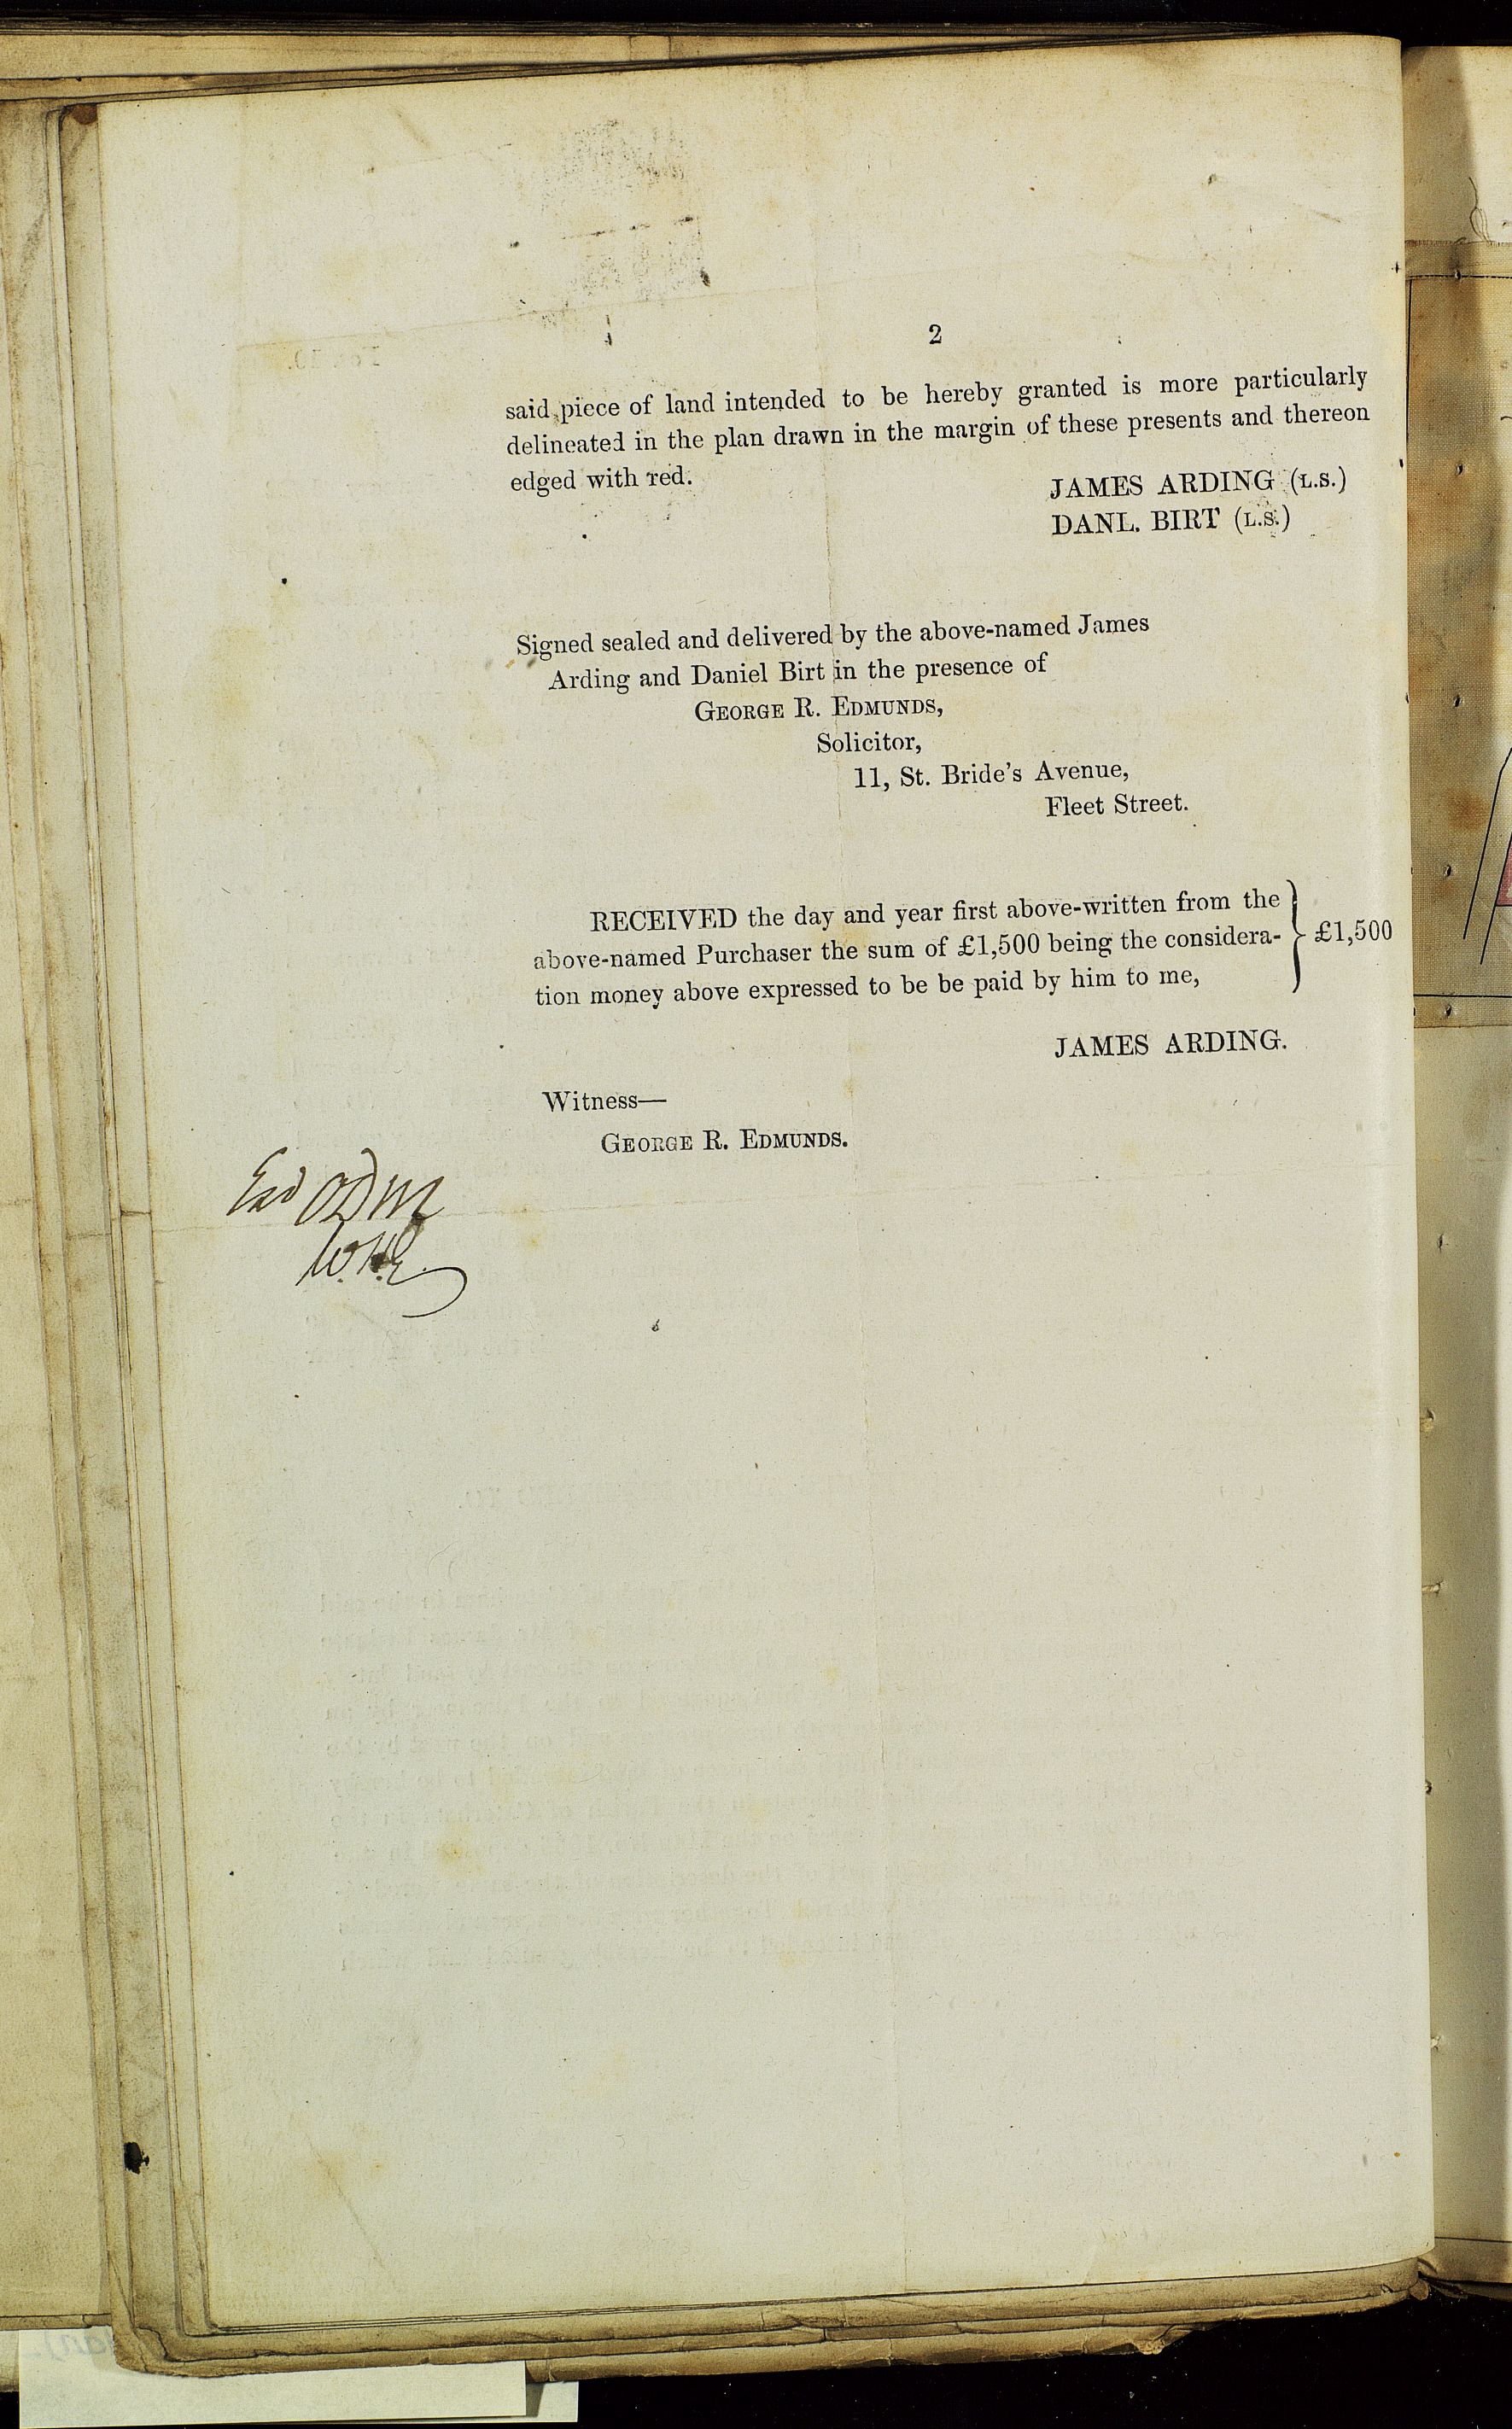 2
said piece of land intended to be hereby granted is more particularly
delineated in the plan drawn in the margin of these presents and thereon
edged with red.
JAMES ARDING (L.S.)
DANL. BIRT (L.S.)
Signed sealed and delivered by the above-named James
Arding and Daniel Birt in the presence of
GEORGE R. EDMUNDS,
Solicitor,
11, St. Bride's Avenue,
Fleet Street.
RECEIVED the day and year first above-written from the
above-named Purchaser the sum of £1,500 being the considera-
tion money above expressed to be be paid by him to me,
£1,500
JAMES ARDING.
Witness—
GEORGE R. EDMUNDS.
W.H.E.